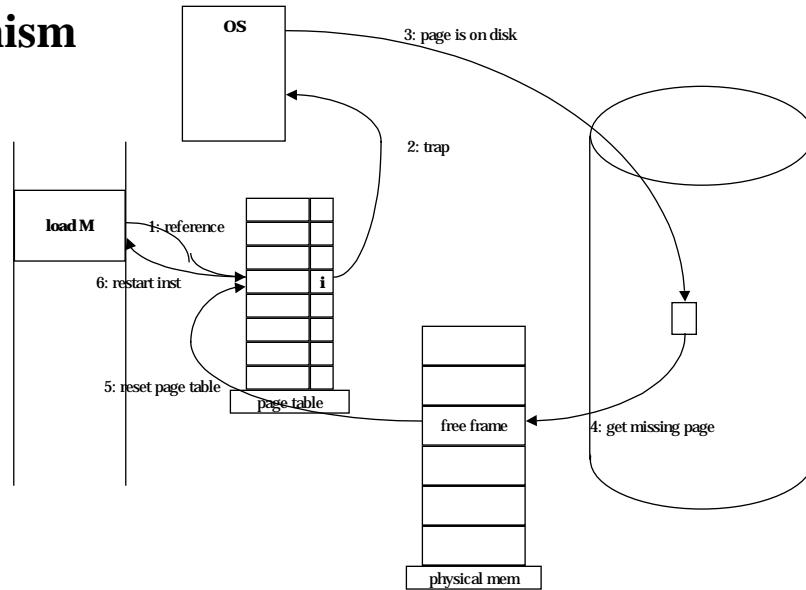 nism
OS
3: page is on disk
2: trap
load M
1: reference
6: restart inst
i
5: reset page table
page table
free frame
4: get missing page
physical mem